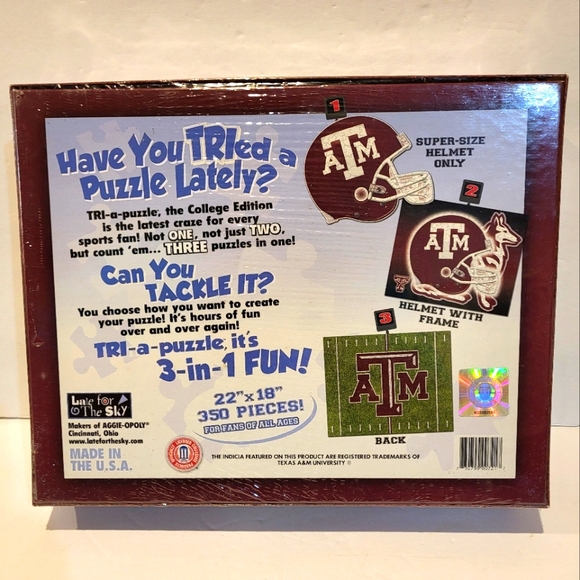 Have You TRIed a
Puzzle Lately?
TRI-a-puzzle, the College Edition
is the latest craze for every
sports fan! Not ONE, not just TWO,
but count 'em... THREE puzzles in one!
Can You
TACKLE IT?
You choose how you want to create
your puzzle! It's hours of fun
over and over again!
TRI-a-puzzle, it's
3-in-1 FUN!
22"x 18"
350 PIECES!
FOR FANS OF ALL AGES
1
ATM
SUPER-SIZE
HELMET
ONLY
2
ATM
HELMET WITH
FRAME
3
ATM
BACK
Late for
The Sky
Makers of AGGIE-OPOLY®
Cincinnati, Ohio
www.lateforthesky.com
MADE IN
THE U.S.A.
THE INDICIA FEATURED ON THIS PRODUCT ARE REGISTERED TRADEMARKS OF
TEXAS A&M UNIVERSITY ®